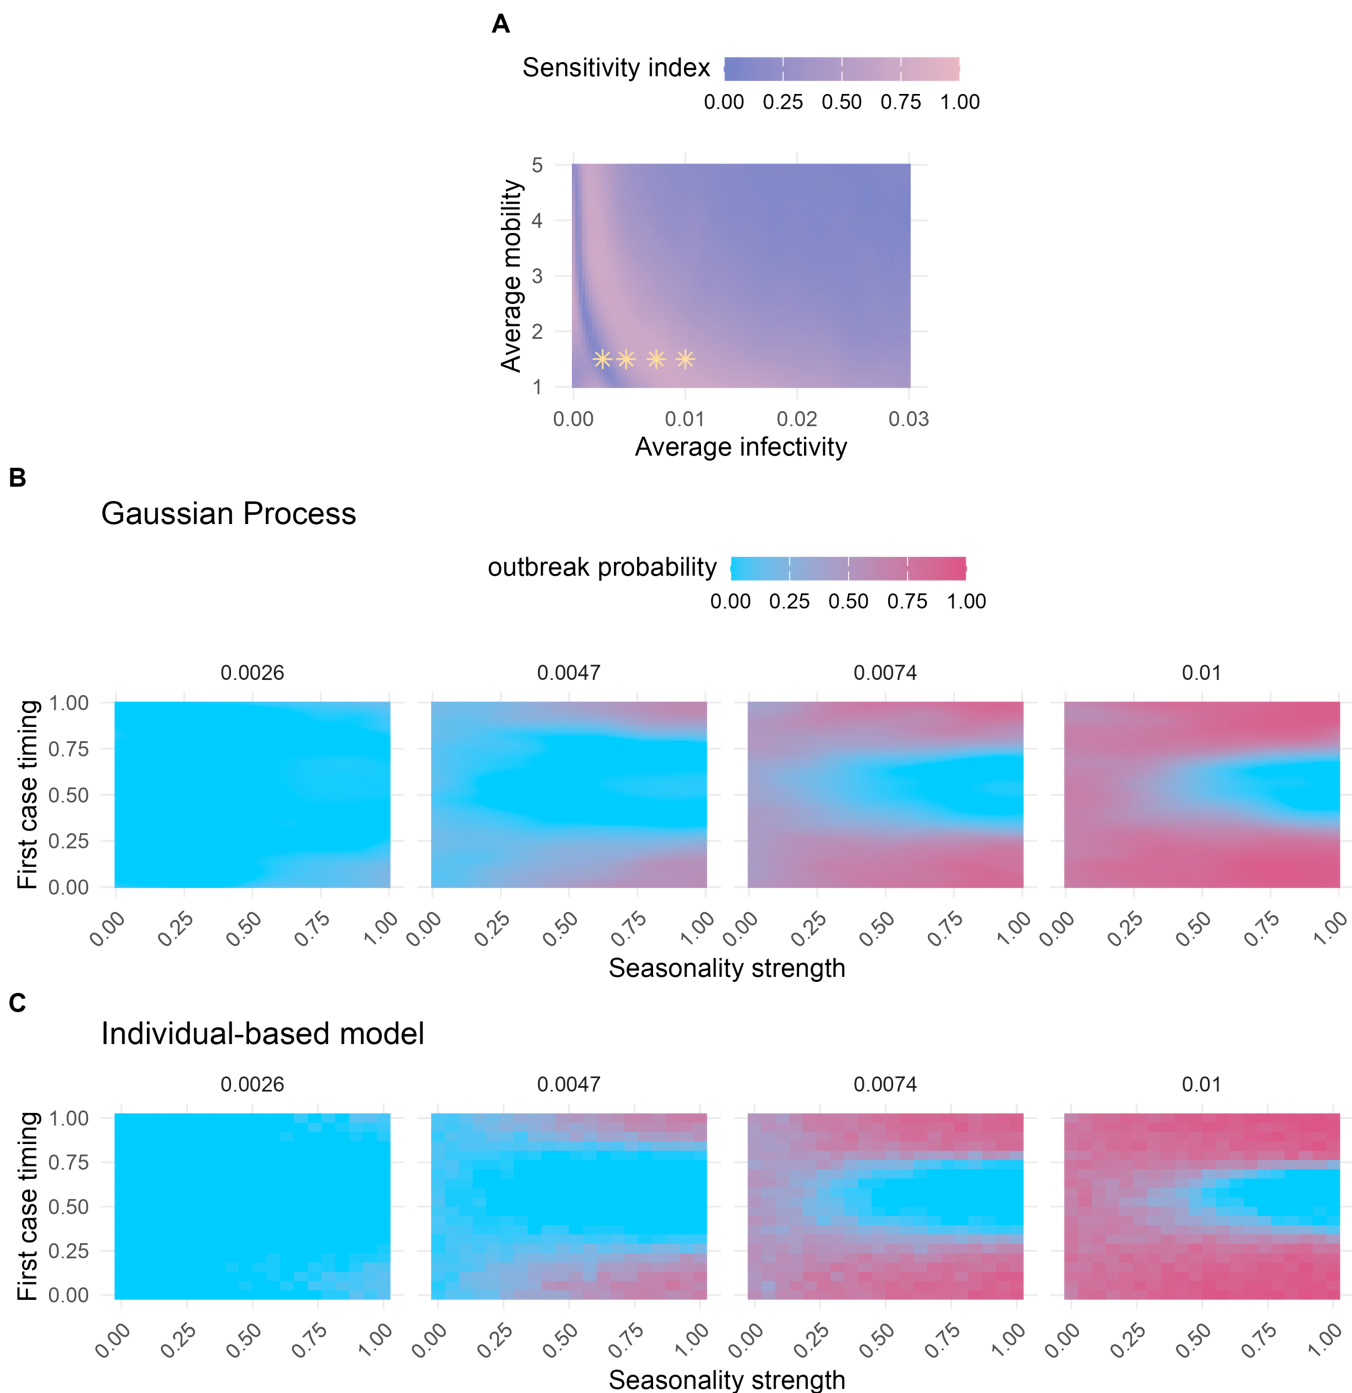 A
Sensitivity index
0.00 0.25 0.50 0.75 1.00
Average mobility
5
4
3
2
1
0.00 0.01 0.02 0.03
Average infectivity
B
Gaussian Process
outbreak probability
0.00 0.25 0.50 0.75 1.00
0.0026 0.0047 0.0074 0.01
First case timing
1.00
0.75
0.50
0.25
0.00
0.00 0.25 0.50 0.75 1.00 0.00 0.25 0.50 0.75 1.00 0.00 0.25 0.50 0.75 1.00 0.00 0.25 0.50 0.75 1.00
Seasonality strength
C
Individual-based model
0.0026 0.0047 0.0074 0.01
First case timing
1.00
0.75
0.50
0.25
0.00
0.00 0.25 0.50 0.75 1.00 0.00 0.25 0.50 0.75 1.00 0.00 0.25 0.50 0.75 1.00 0.00 0.25 0.50 0.75 1.00
Seasonality strength